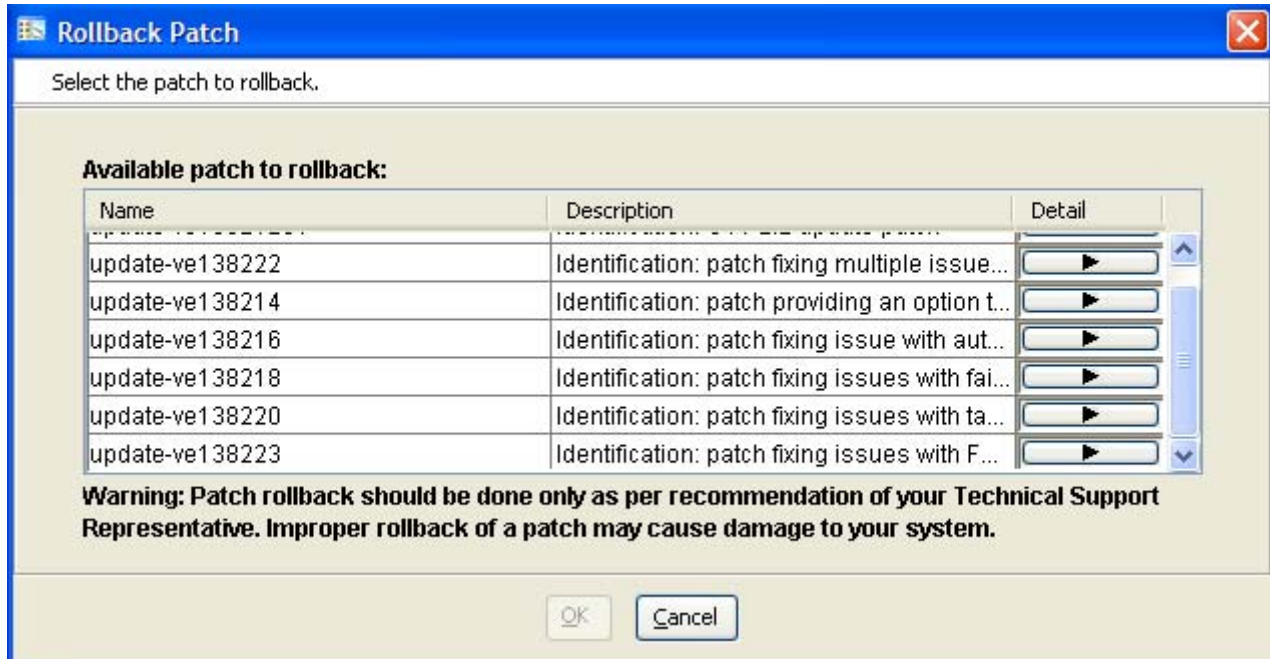 Rollback Patch
Select the patch to rollback.
Available patch to rollback:
Name Description Detail
update-ve138222 Identification: patch fixing multiple issue...
update-ve138214 Identification: patch providing an option t...
update-ve138216 Identification: patch fixing issue with aut...
update-ve138218 Identification: patch fixing issues with fai...
update-ve138220 Identification: patch fixing issues with ta...
update-ve138223 Identification: patch fixing issues with F...
Warning: Patch rollback should be done only as per recommendation of your Technical Support
Representative. Improper rollback of a patch may cause damage to your system.
OK Cancel